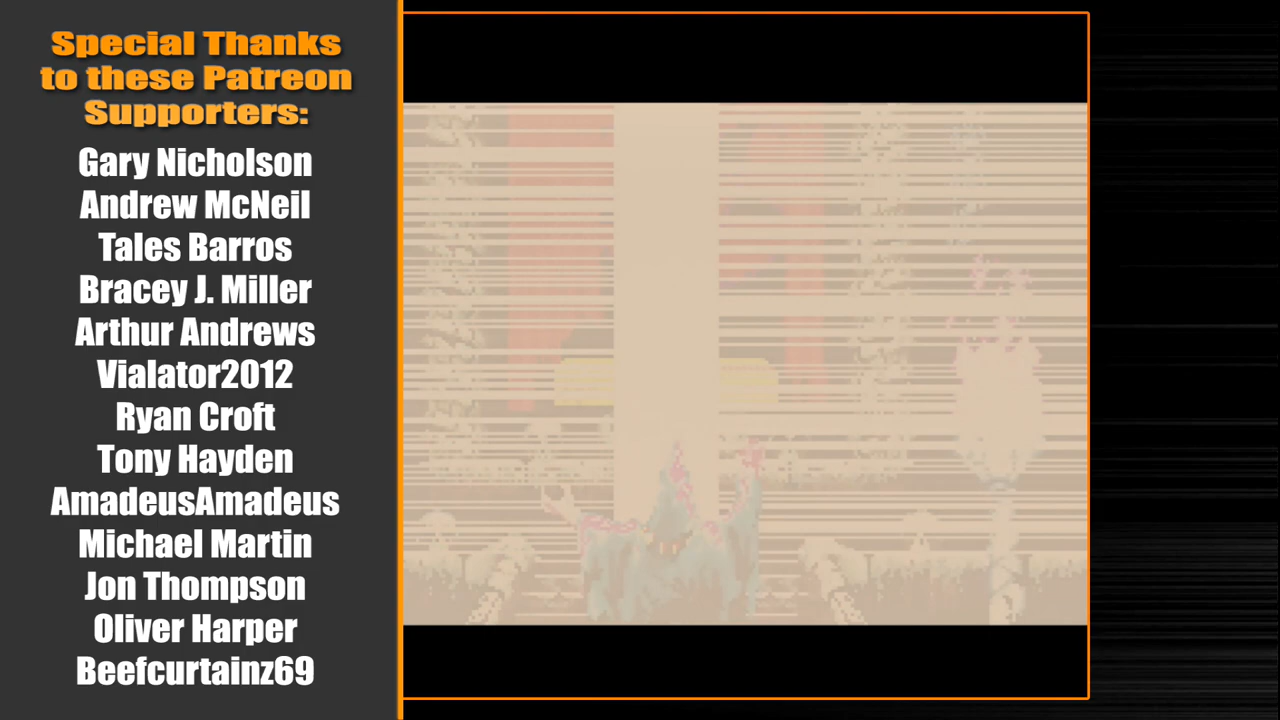 Special Thanks
to these Patreon
Supporters:
Gary Nicholson
Andrew McNeil
Tales Barros
Bracey J. Miller
Arthur Andrews
Vialator2012
Ryan Croft
Tony Hayden
AmadeusAmadeus
Michael Martin
Jon Thompson
Oliver Harper
Beefcurtainz69